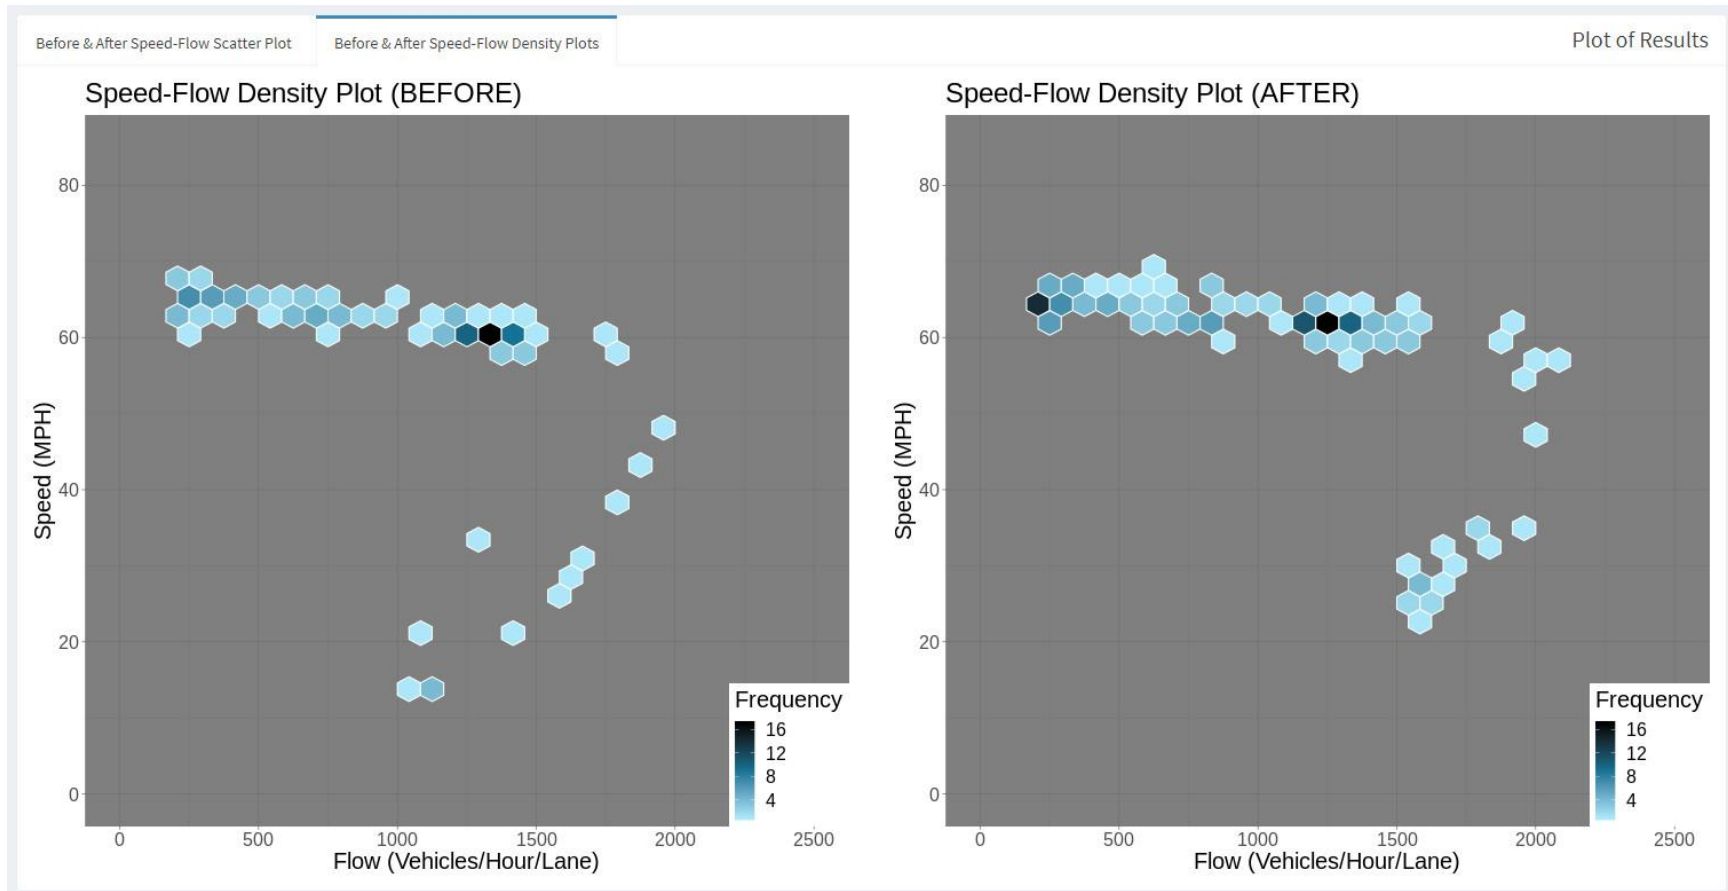 Before & After Speed-Flow Scatter Plot
Before & After Speed-Flow Density Plots
Plot of Results
Speed-Flow Density Plot (BEFORE)
80
60
40
20
0
Speed (MPH)
0 500 1000 1500 2000 2500
Flow (Vehicles/Hour/Lane)
Frequency
16
12
8
4
Speed-Flow Density Plot (AFTER)
80
60
40
20
0
Speed (MPH)
0 500 1000 1500 2000 2500
Flow (Vehicles/Hour/Lane)
Frequency
16
12
8
4